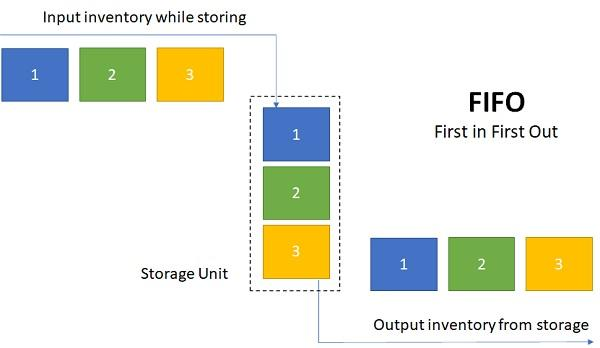 Input inventory while storing
1 2 3
FIFO
First in First Out
1
2
3
Storage Unit
1 2 3
Output inventory from storage